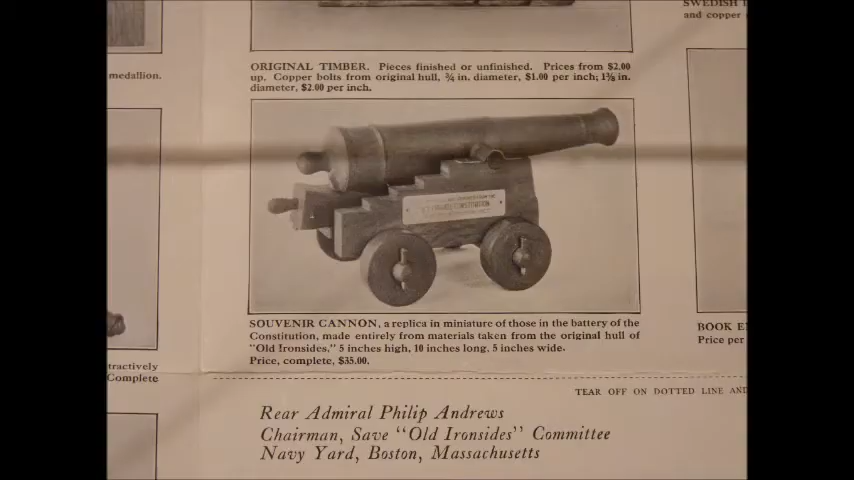 SWEDISH
and copper
medallion.
ORIGINAL TIMBER. Pieces finished or unfinished. Prices from $2.00
up. Copper bolts from original hull, ¾ in. diameter, $1.00 per inch; 1⅜ in.
diameter, $2.00 per inch.
CONSTITUTION
SOUVENIR CANNON, a replica in miniature of those in the battery of the
Constitution, made entirely from materials taken from the original hull of
"Old Ironsides." 5 inches high, 10 inches long, 5 inches wide.
Price, complete, $35.00.
BOOK
Price per
tractively
Complete
TEAR OFF ON DOTTED LINE AND
Rear Admiral Philip Andrews
Chairman, Save "Old Ironsides" Committee
Navy Yard, Boston, Massachusetts